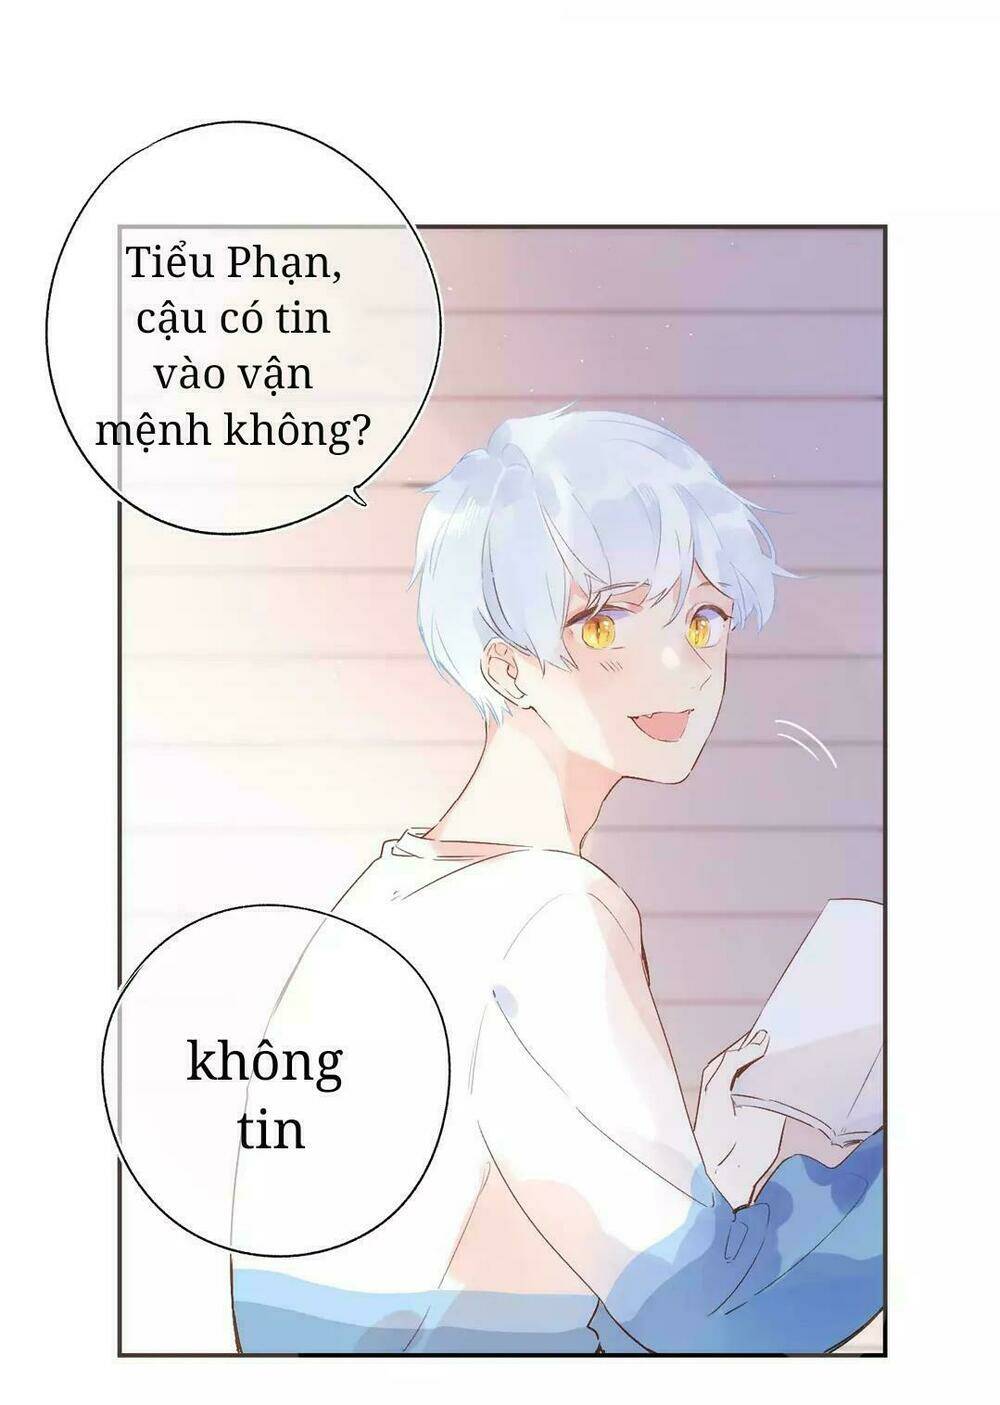 Tiểu Phạn,
cậu có tin
vào vận
mệnh không?
không
tin